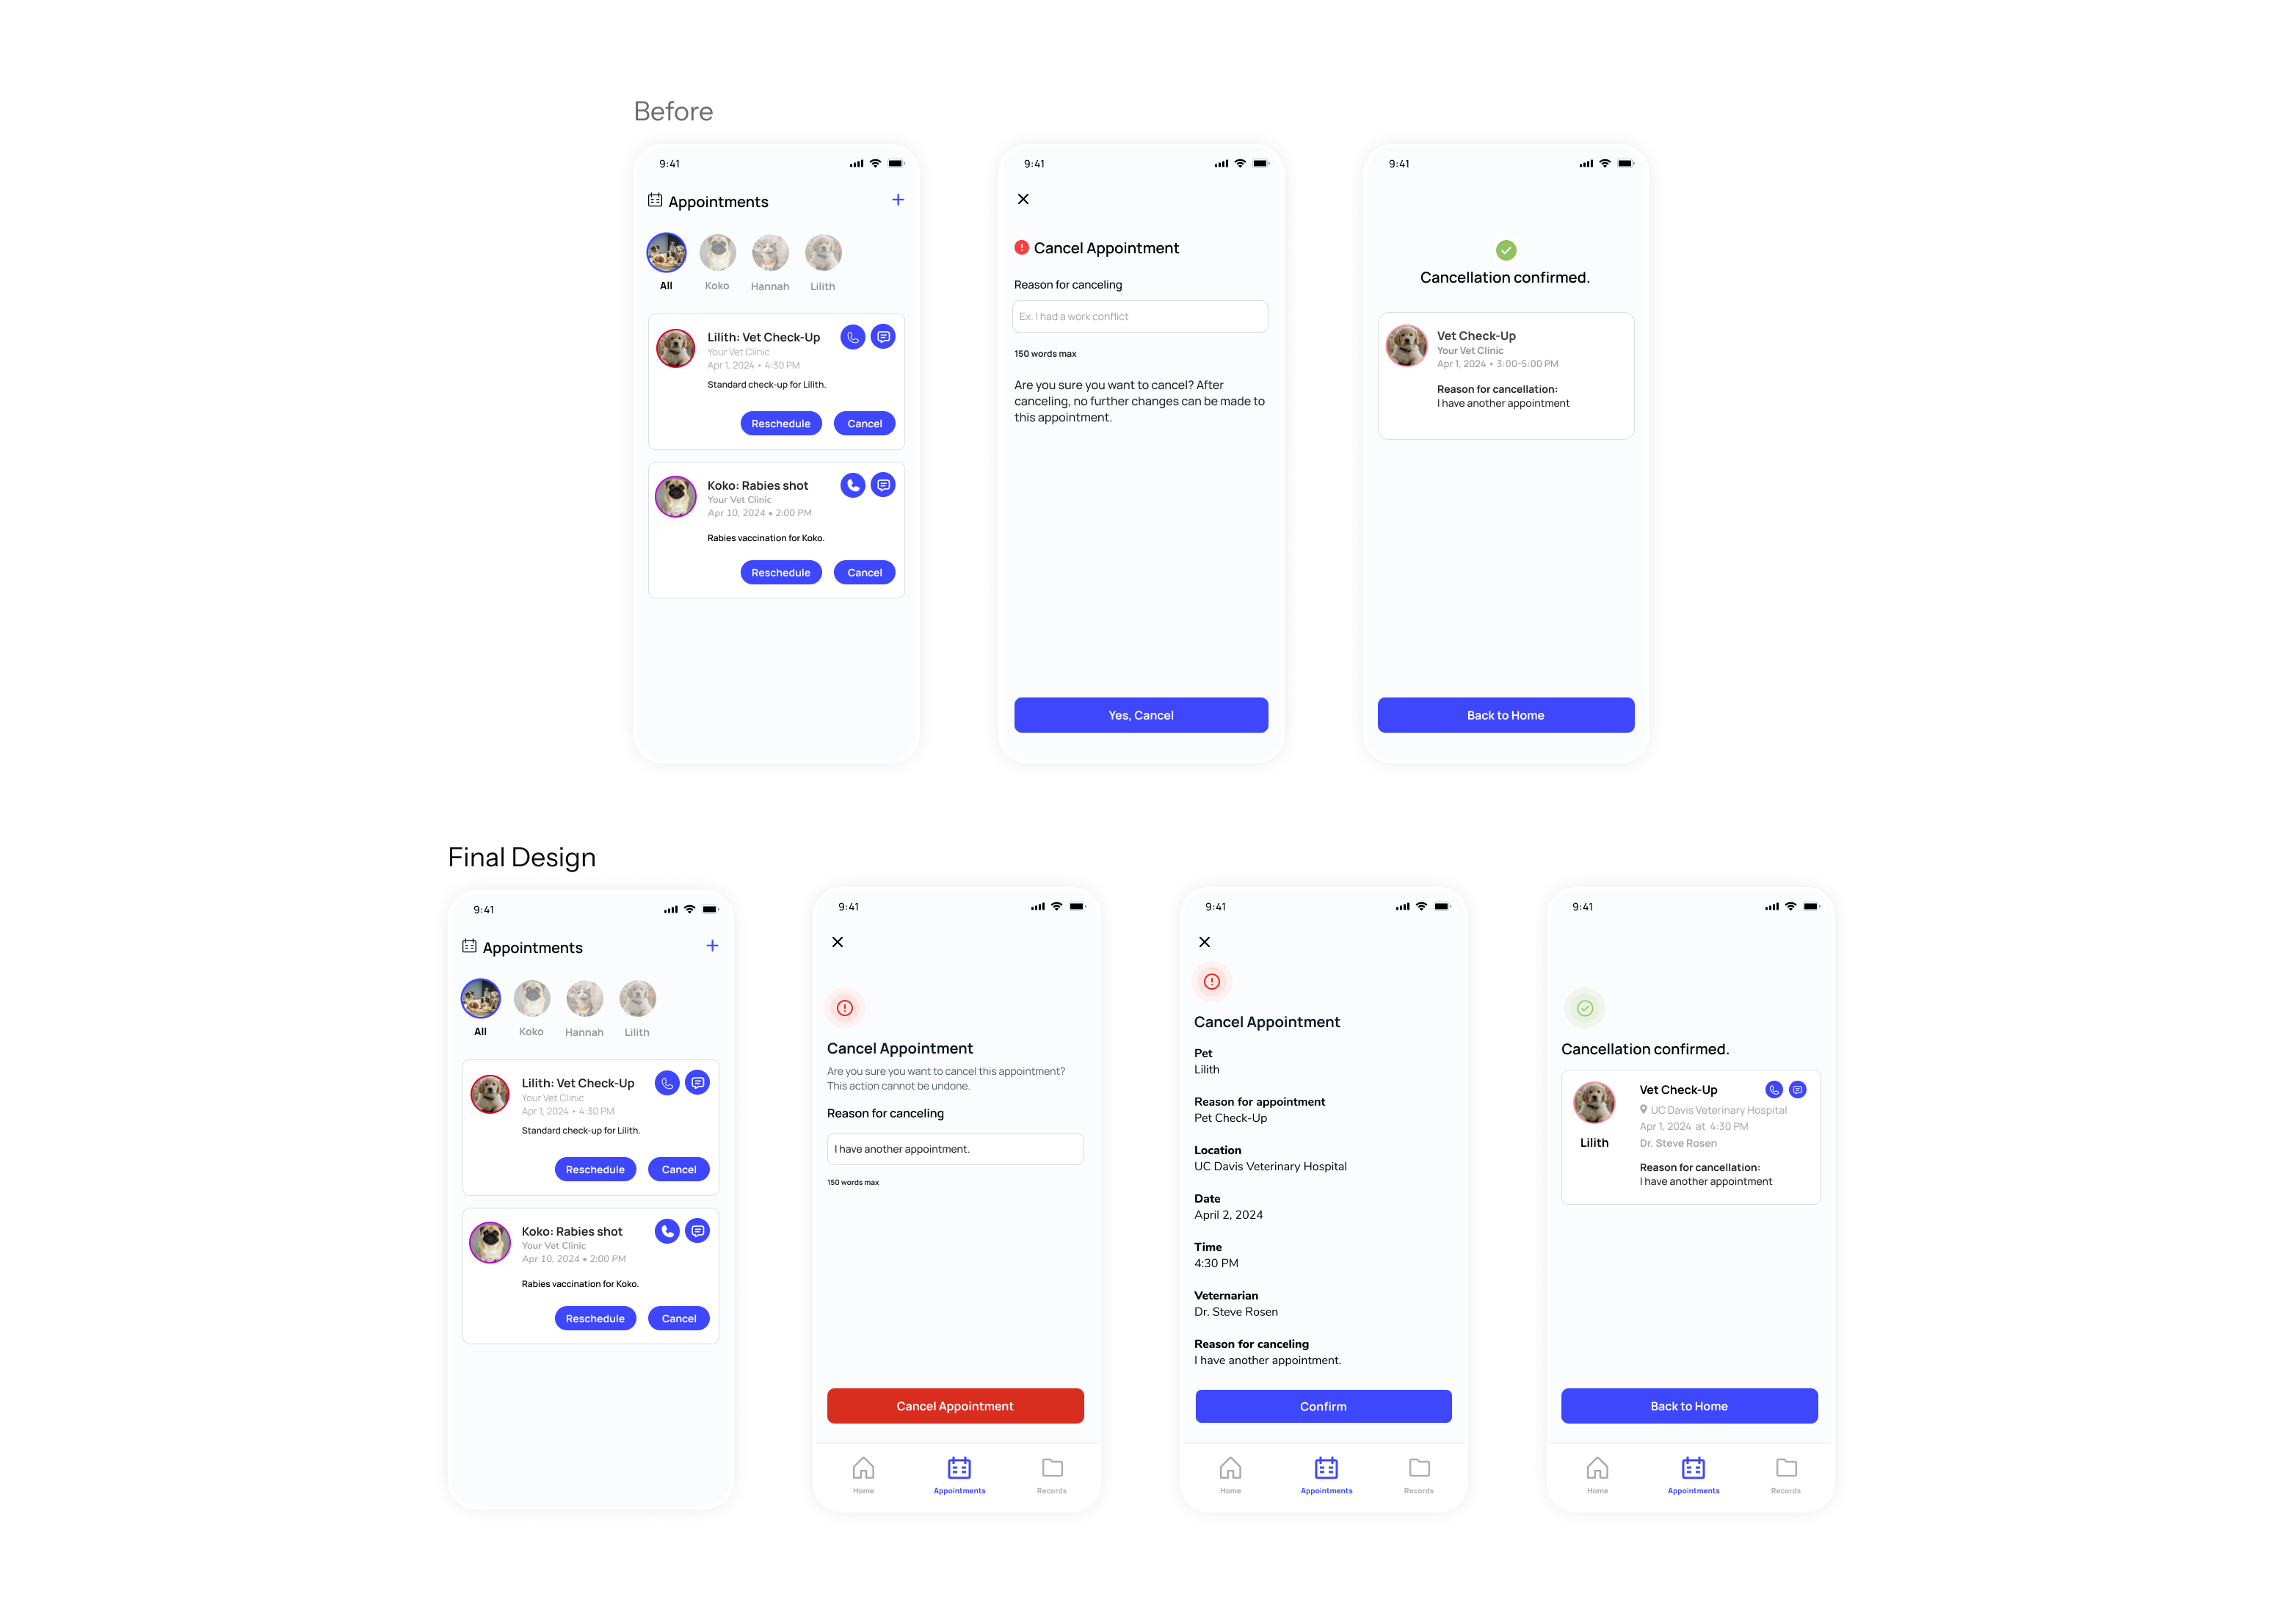 Before
9:41
Appointments
All
Koko
Hannah
Lilith
Lilith: Vet Check-Up
Your Vet Clinic
Apr 1, 2024 • 4:30 PM
Standard check-up for Lilith.
Reschedule
Cancel
Koko: Rabies shot
Your Vet Clinic
Apr 10, 2024 • 2:00 PM
Rabies vaccination for Koko.
Reschedule
Cancel
9:41
Cancel Appointment
Reason for canceling
Ex. I had a work conflict
150 words max
Are you sure you want to cancel? After
canceling, no further changes can be made to
this appointment.
Yes, Cancel
9:41
Cancellation confirmed.
Vet Check-Up
Your Vet Clinic
Apr 1, 2024 • 3:00-5:00 PM
Reason for cancellation:
I have another appointment
Back to Home
Final Design
9:41
Appointments
All
Koko
Hannah
Lilith
Lilith: Vet Check-Up
Your Vet Clinic
Apr 1, 2024 • 4:30 PM
Standard check-up for Lilith.
Reschedule
Cancel
Koko: Rabies shot
Your Vet Clinic
Apr 10, 2024 • 2:00 PM
Rabies vaccination for Koko.
Reschedule
Cancel
9:41
Cancel Appointment
Are you sure you want to cancel this appointment?
This action cannot be undone.
Reason for canceling
I have another appointment.
150 words max
Cancel Appointment
Home
Appointments
Records
9:41
Cancel Appointment
Pet
Lilith
Reason for appointment
Pet Check-Up
Location
UC Davis Veterinary Hospital
Date
April 2, 2024
Time
4:30 PM
Veternarian
Dr. Steve Rosen
Reason for canceling
I have another appointment.
Confirm
Home
Appointments
Records
9:41
Cancellation confirmed.
Lilith
Vet Check-Up
UC Davis Veterinary Hospital
Apr 1, 2024 at 4:30 PM
Dr. Steve Rosen
Reason for cancellation:
I have another appointment
Back to Home
Home
Appointments
Records